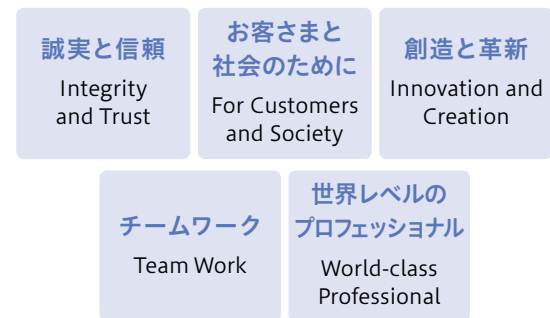 誠実と信頼
Integrity
and Trust
お客さまと
社会のために
For Customers
and Society
創造と革新
Innovation and
Creation
チームワーク
Team Work
世界レベルの
プロフェッショナル
World-class
Professional